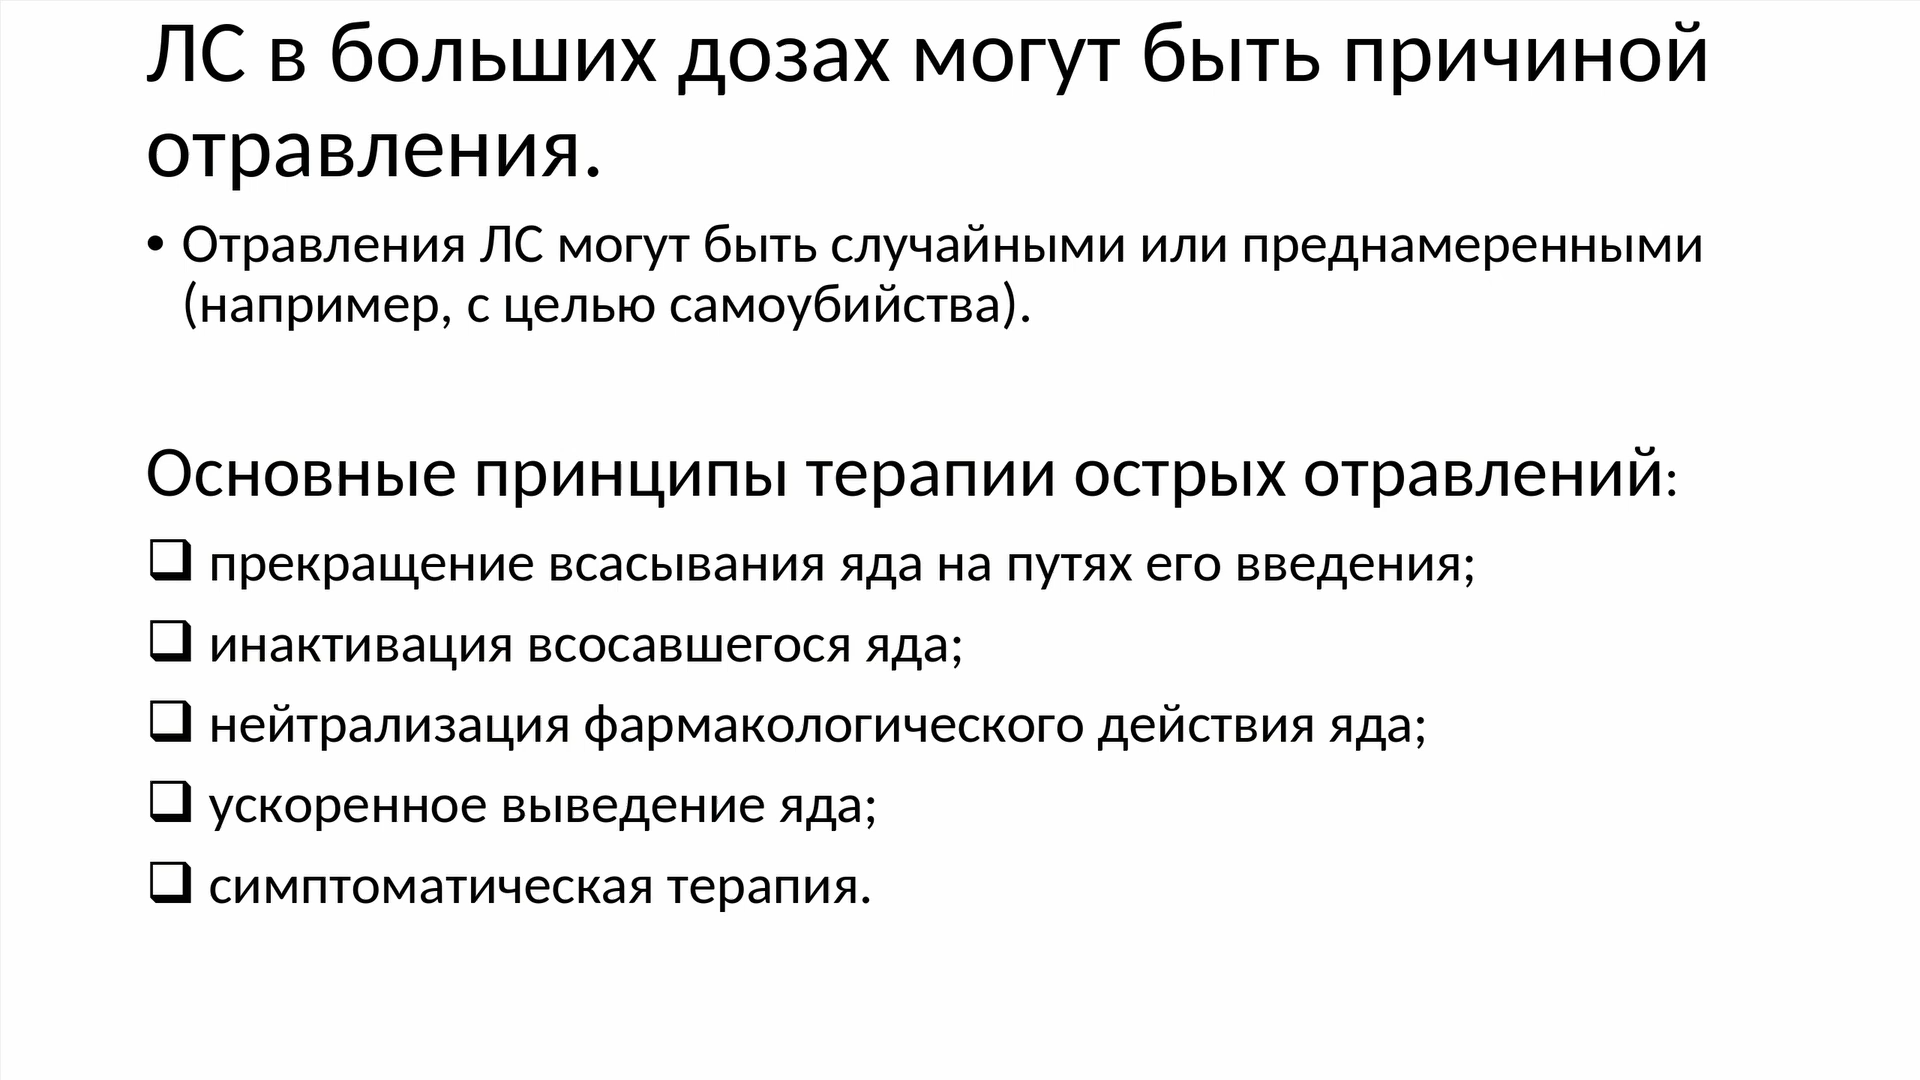 ЛС в больших дозах могут быть причиной
отравления.
• Отравления ЛС могут быть случайными или преднамеренными
(например, с целью самоубийства).
Основные принципы терапии острых отравлений:
❑ прекращение всасывания яда на путях его введения;
❑ инактивация всосавшегося яда;
❑ нейтрализация фармакологического действия яда;
❑ ускоренное выведение яда;
❑ симптоматическая терапия.